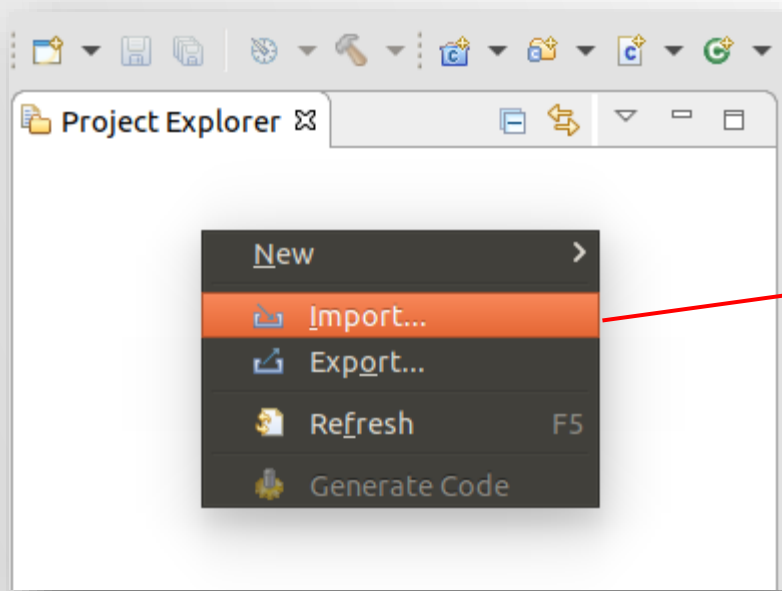 Project Explorer
New
Import...
Export...
Refresh F5
Generate Code